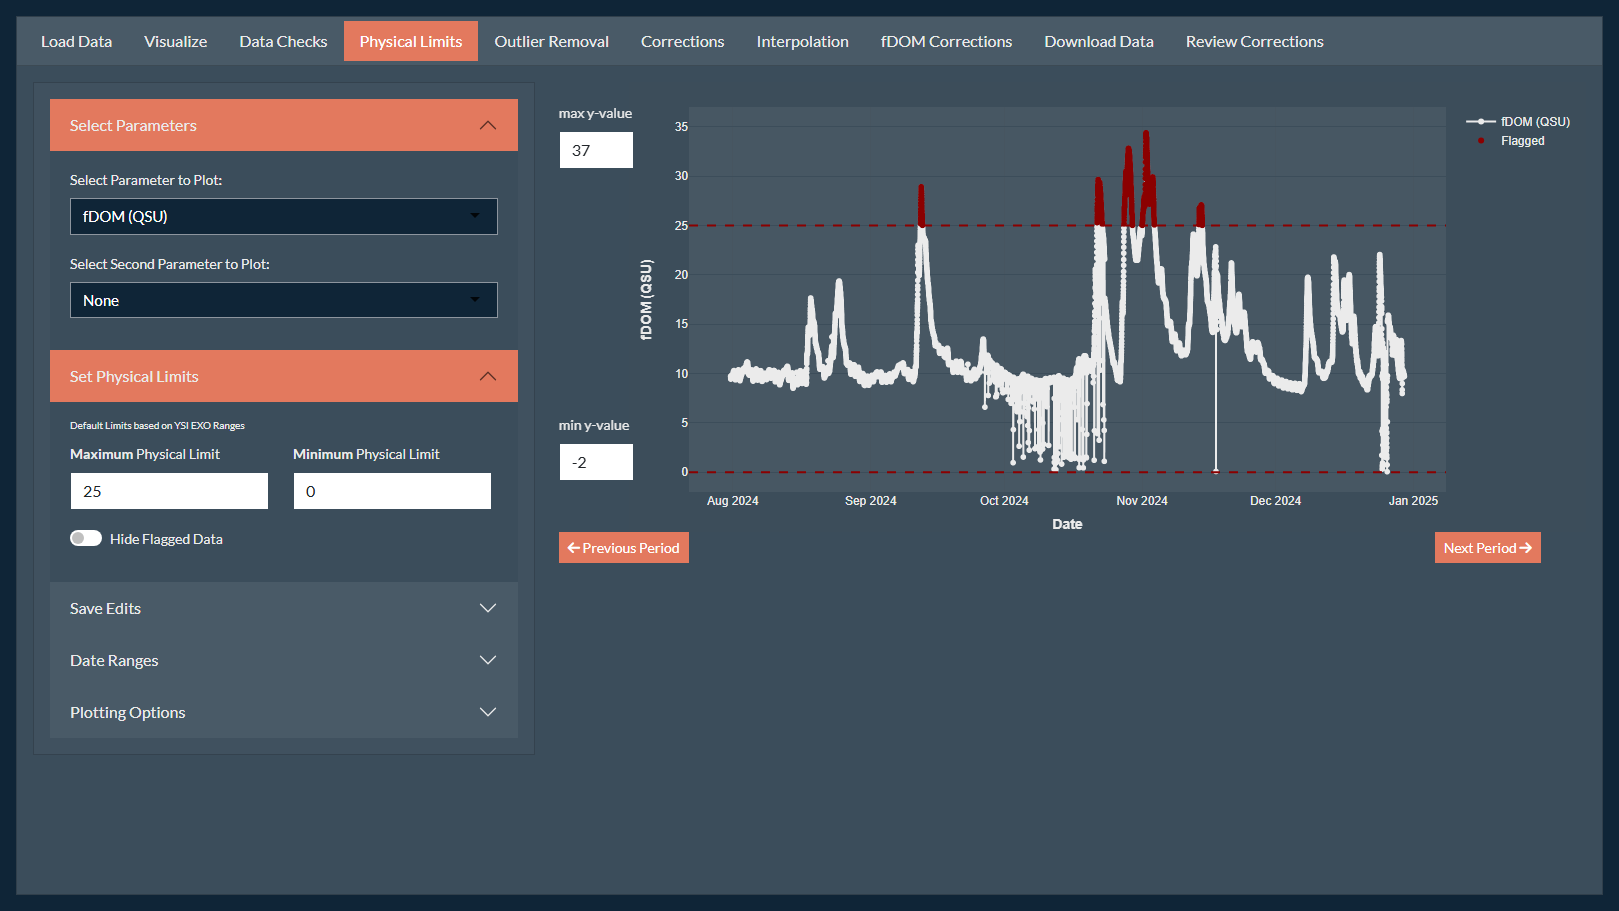 Load Data Visualize Data Checks Physical Limits Outlier Removal Corrections Interpolation fDOM Corrections Download Data Review Corrections
Select Parameters
Select Parameter to Plot:
fDOM (QSU)
Select Second Parameter to Plot:
None
Set Physical Limits
Default Limits based on YSI EXO Ranges
Maximum Physical Limit Minimum Physical Limit
25 0
Hide Flagged Data
Save Edits
Date Ranges
Plotting Options
max y-value
37
min y-value
-2
fDOM (QSU)
35
30
25
20
15
10
5
0
Aug 2024 Sep 2024 Oct 2024 Nov 2024 Dec 2024 Jan 2025
Date
fDOM (QSU)
Flagged
Previous Period Next Period